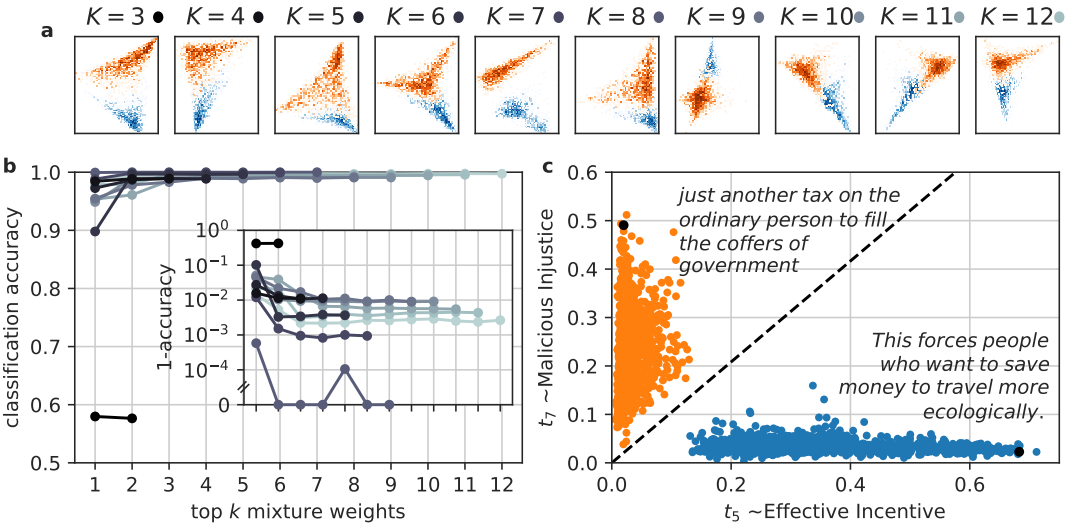 K = 3 K = 4 K = 5 K = 6 K = 7 K = 8 K = 9 K = 10 K = 11 K = 12
a
b
1.0
0.9
0.8
0.7
0.6
0.5
classification accuracy
1 2 3 4 5 6 7 8 9 10 11 12
top k mixture weights
10⁰
10⁻¹
10⁻²
10⁻³
10⁻⁴
0
1-accuracy
c
0.6
0.5
0.4
0.3
0.2
0.1
0.0
t₇ ~Malicious Injustice
just another tax on the
ordinary person to fill
the coffers of
government
This forces people
who want to save
money to travel more
ecologically.
0.0 0.2 0.4 0.6
t₅ ~Effective Incentive